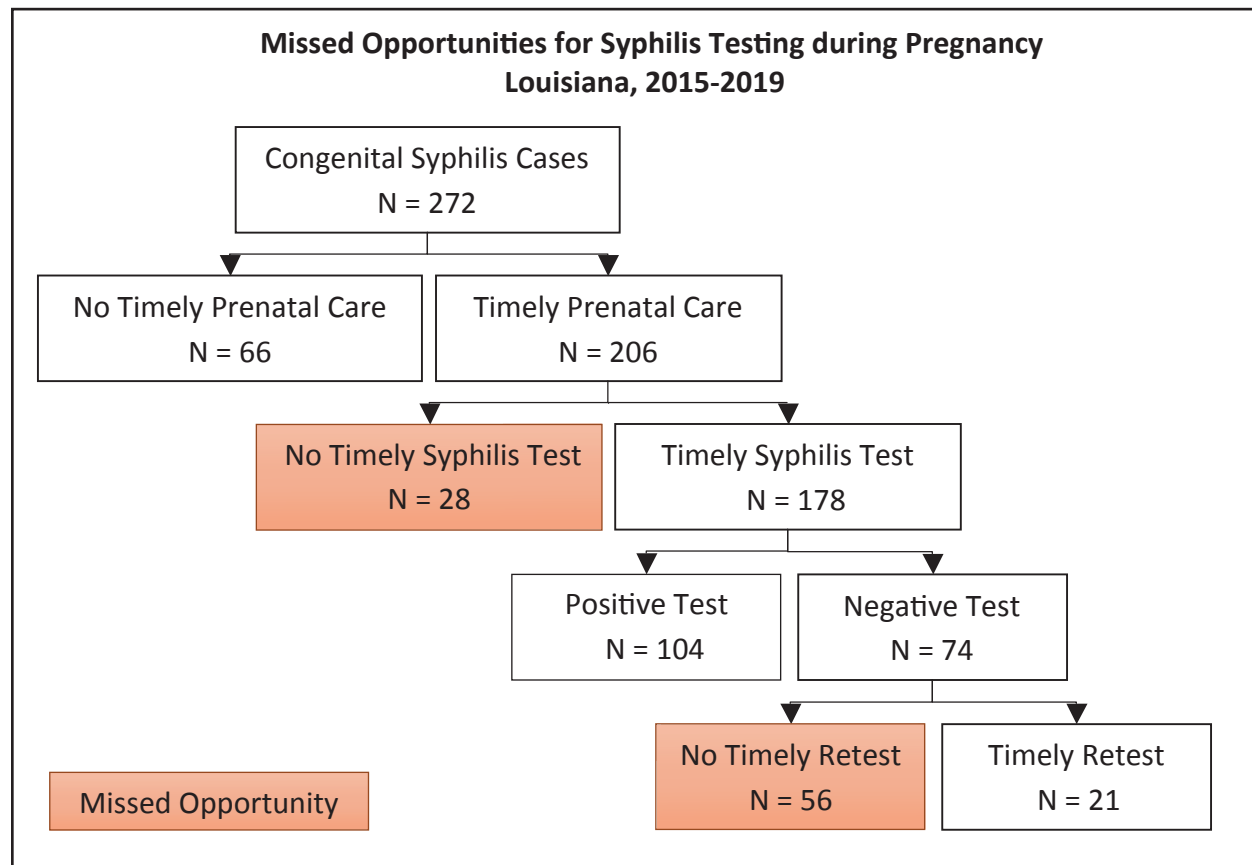 Missed Opportunities for Syphilis Testing during Pregnancy
Louisiana, 2015-2019
Congenital Syphilis Cases
N = 272
No Timely Prenatal Care
N = 66
Timely Prenatal Care
N = 206
No Timely Syphilis Test
N = 28
Timely Syphilis Test
N = 178
Positive Test
N = 104
Negative Test
N = 74
No Timely Retest
N = 56
Timely Retest
N = 21
Missed Opportunity